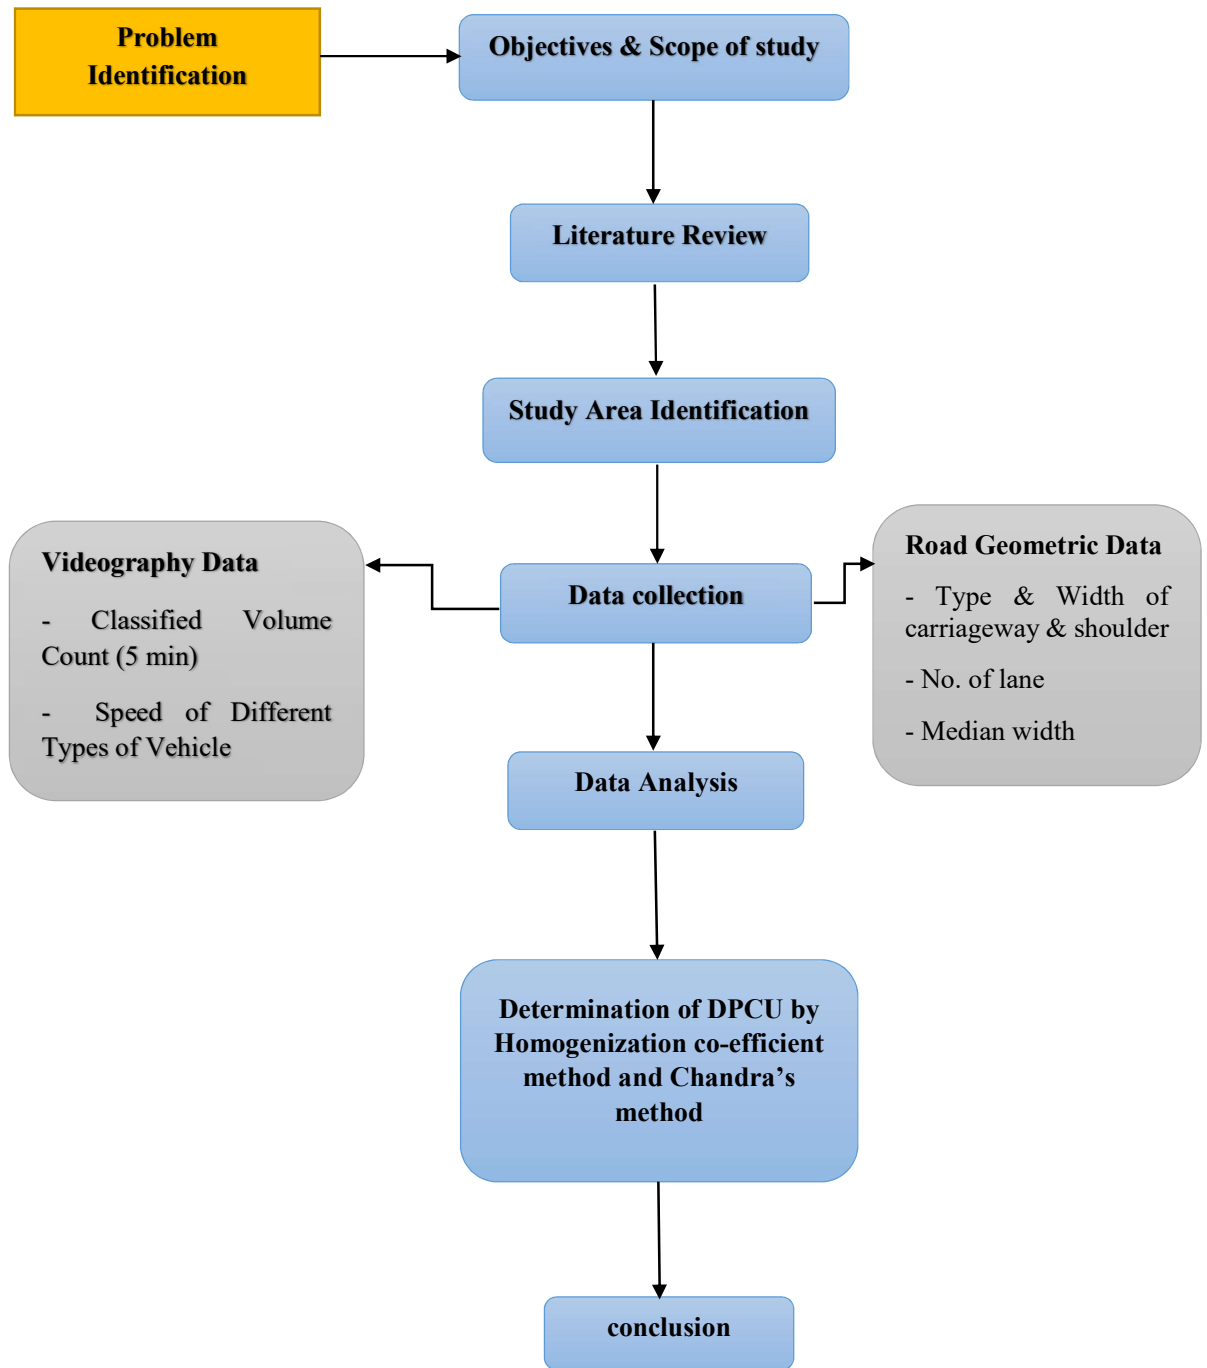 Problem
Identification
Objectives & Scope of study
Literature Review
Study Area Identification
Videography Data
- Classified Volume
Count (5 min)
- Speed of Different
Types of Vehicle
Data collection
Road Geometric Data
- Type & Width of
carriageway & shoulder
- No. of lane
- Median width
Data Analysis
Determination of DPCU by
Homogenization co-efficient
method and Chandra’s
method
conclusion